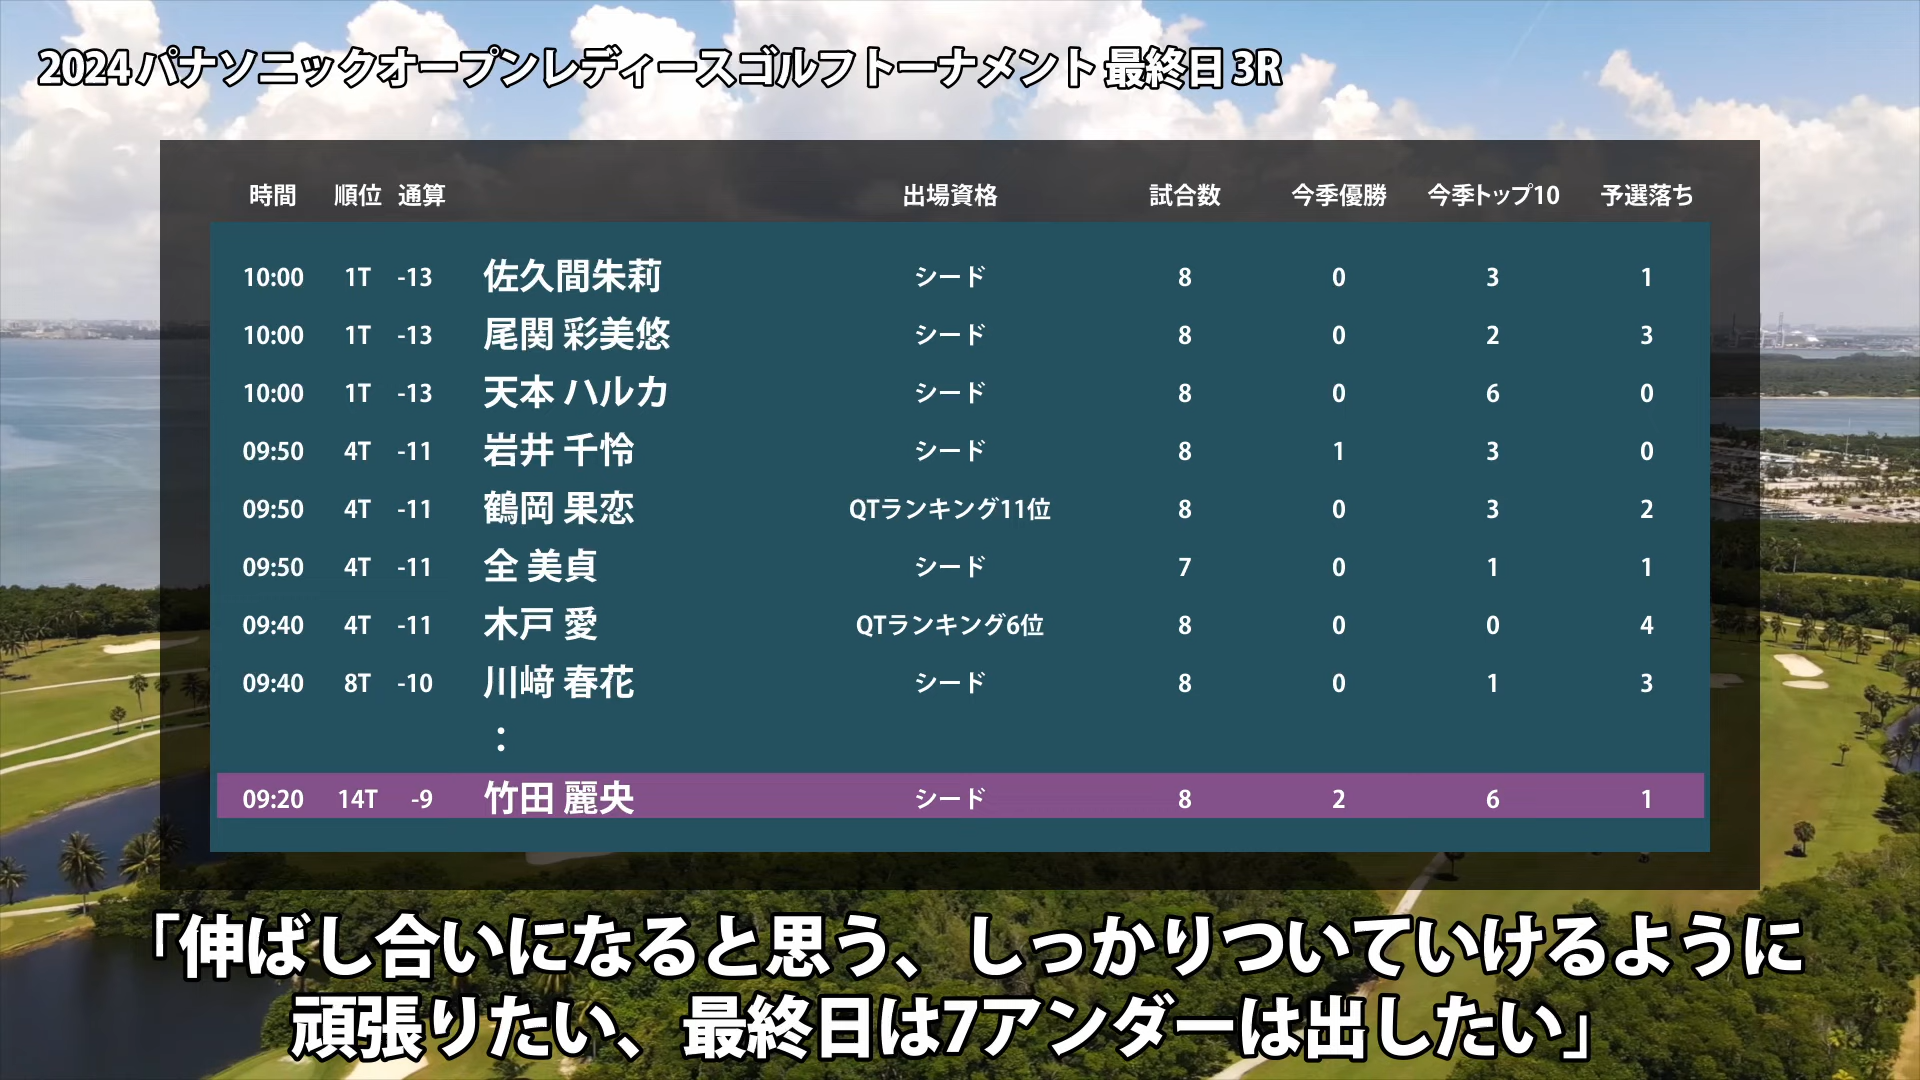 2024 パナソニックオープンレディースゴルフトーナメント 最終日 3R
時間 順位 通算 出場資格 試合数 今季優勝 今季トップ10 予選落ち
10:00 1T -13 佐久間朱莉 シード 8 0 3 1
10:00 1T -13 尾関 彩美悠 シード 8 0 2 3
10:00 1T -13 天本 ハルカ シード 8 0 6 0
09:50 4T -11 岩井 千怜 シード 8 1 3 0
09:50 4T -11 鶴岡 果恋 QTランキング11位 8 0 3 2
09:50 4T -11 全 美貞 シード 7 0 1 1
09:40 4T -11 木戸 愛 QTランキング6位 8 0 0 4
09:40 8T -10 川﨑 春花 シード 8 0 1 3
：
09:20 14T -9 竹田 麗央 シード 8 2 6 1
「伸ばし合いになると思う、しっかりついていけるように
頑張りたい、最終日は7アンダーは出したい」